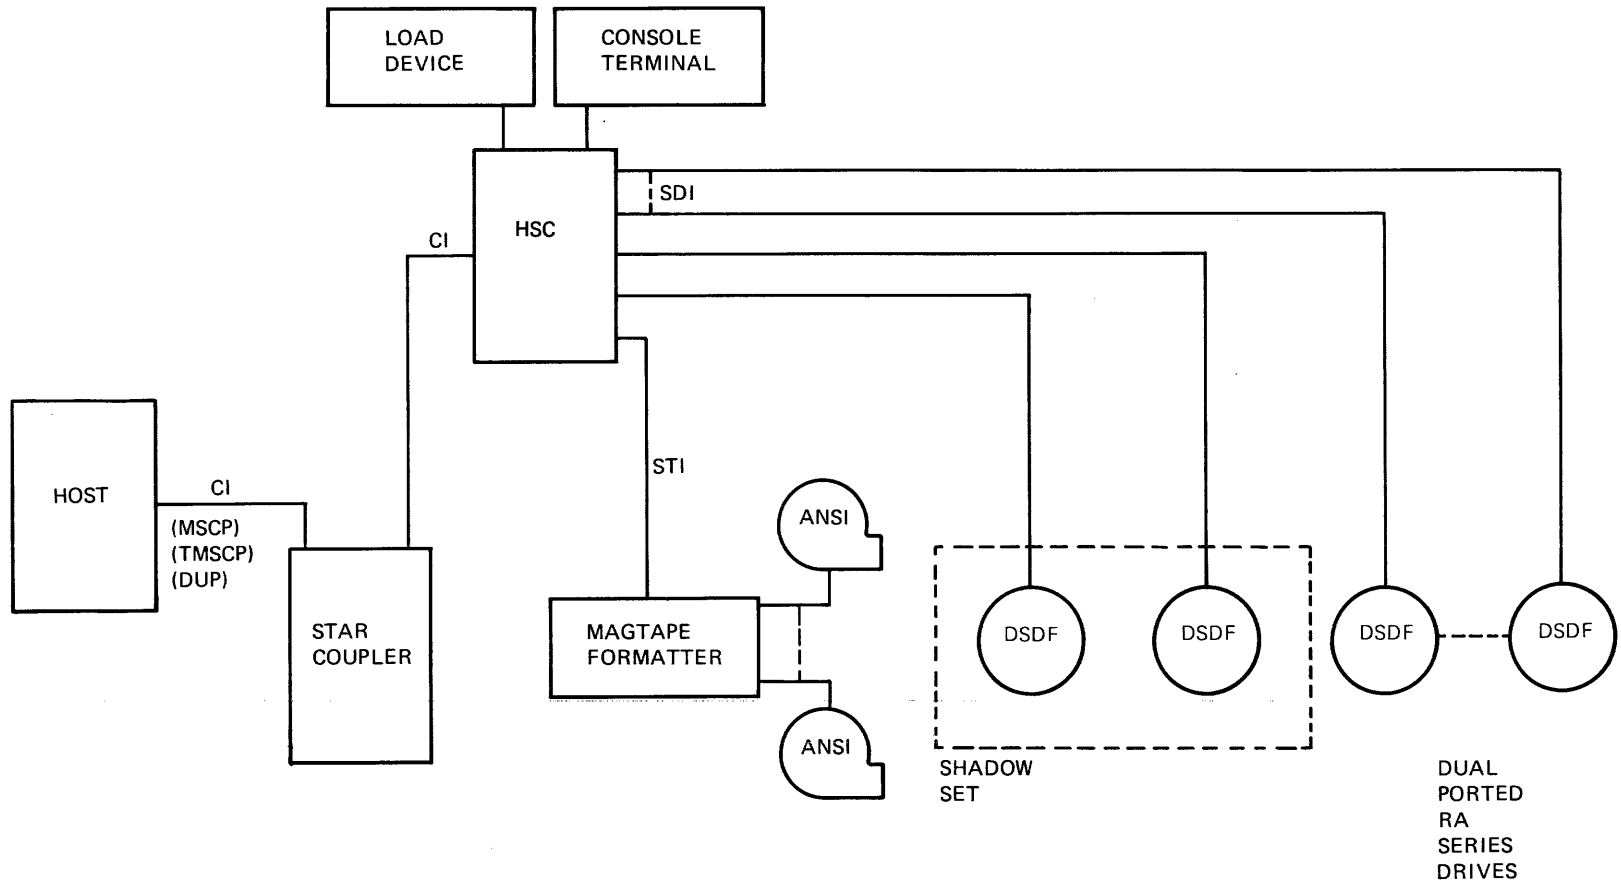 LOAD
DEVICE
CONSOLE
TERMINAL
SDI
HSC
CI
STI
HOST
CI
(MSCP)
(TMSCP)
(DUP)
ANSI
STAR
COUPLER
MAGTAPE
FORMATTER
DSDF
DSDF
DSDF
DSDF
ANSI
SHADOW
SET
DUAL
PORTED
RA
SERIES
DRIVES